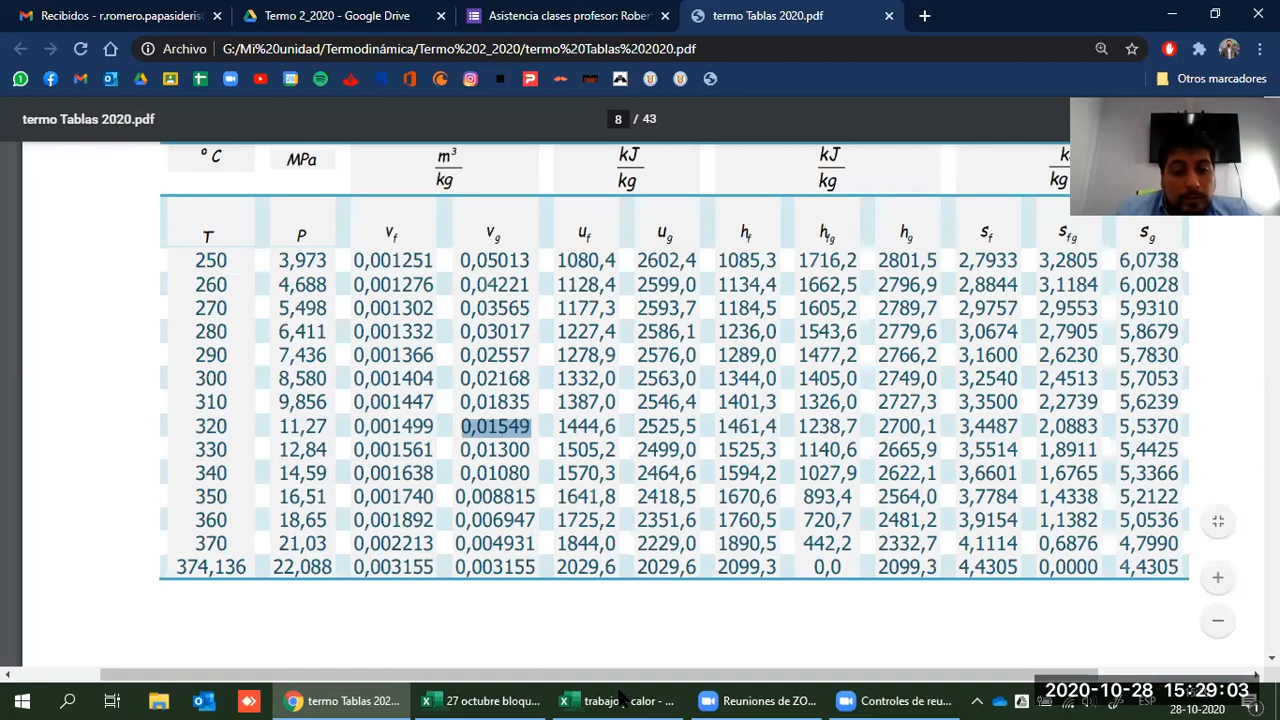 Recibidos - r.romero.papasideris
Termo 2_2020 - Google Drive
Asistencia clases profesor: Rober
termo Tablas 2020.pdf
Archivo G:/Mi%20unidad/Termodinámica/Termo%202_2020/termo%20Tablas%202020.pdf
Otros marcadores
termo Tablas 2020.pdf
8 / 43
°C MPa m³/kg kJ/kg kJ/kg
T P vf vg uf ug hf hfg hg sf sfg sg
250 3,973 0,001251 0,05013 1080,4 2602,4 1085,3 1716,2 2801,5 2,7933 3,2805 6,0738
260 4,688 0,001276 0,04221 1128,4 2599,0 1134,4 1662,5 2796,9 2,8844 3,1184 6,0028
270 5,498 0,001302 0,03565 1177,3 2593,7 1184,5 1605,2 2789,7 2,9757 2,9553 5,9310
280 6,411 0,001332 0,03017 1227,4 2586,1 1236,0 1543,6 2779,6 3,0674 2,7905 5,8679
290 7,436 0,001366 0,02557 1278,9 2576,0 1289,0 1477,2 2766,2 3,1600 2,6230 5,7830
300 8,580 0,001404 0,02168 1332,0 2563,0 1344,0 1405,0 2749,0 3,2540 2,4513 5,7053
310 9,856 0,001447 0,01835 1387,0 2546,4 1401,3 1326,0 2727,3 3,3500 2,2739 5,6239
320 11,27 0,001499 0,01549 1444,6 2525,5 1461,4 1238,7 2700,1 3,4487 2,0883 5,5370
330 12,84 0,001561 0,01300 1505,2 2499,0 1525,3 1140,6 2665,9 3,5514 1,8911 5,4425
340 14,59 0,001638 0,01080 1570,3 2464,6 1594,2 1027,9 2622,1 3,6601 1,6765 5,3366
350 16,51 0,001740 0,008815 1641,8 2418,5 1670,6 893,4 2564,0 3,7784 1,4338 5,2122
360 18,65 0,001892 0,006947 1725,2 2351,6 1760,5 720,7 2481,2 3,9154 1,1382 5,0536
370 21,03 0,002213 0,004931 1844,0 2229,0 1890,5 442,2 2332,7 4,1114 0,6876 4,7990
374,136 22,088 0,003155 0,003155 2029,6 2029,6 2099,3 0,0 2099,3 4,4305 0,0000 4,4305
termo Tablas 202...
27 octubre bloqu...
calor - ...
Reuniones de ZO...
Controles de reu...
ESP
2020-10-28 15:29:03
28-10-2020